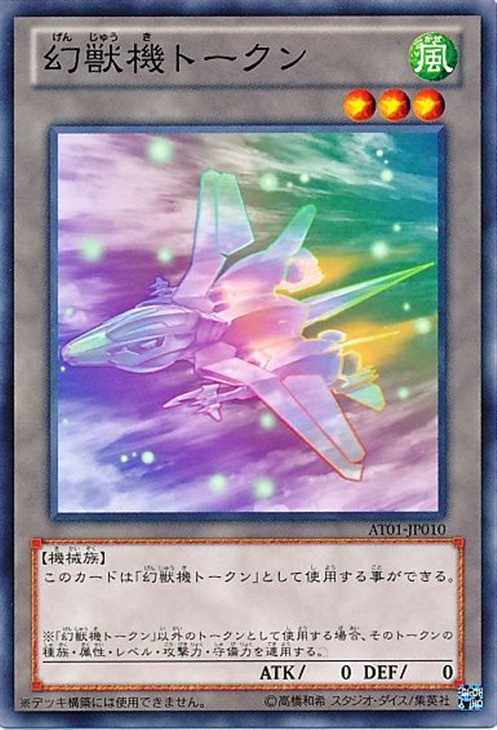 幻獣機トークン
風
AT01-JP010
【機械族】
このカードは「幻獣機トークン」として使用する事ができる。
※「幻獣機トークン」以外のトークンとして使用する場合、そのトークンの
種族・属性・レベル・攻撃力・守備力を適用する。
ATK/ 0 DEF/ 0
※デッキ構築には使用できません。 ©高橋和希 スタジオ・ダイス/集英社